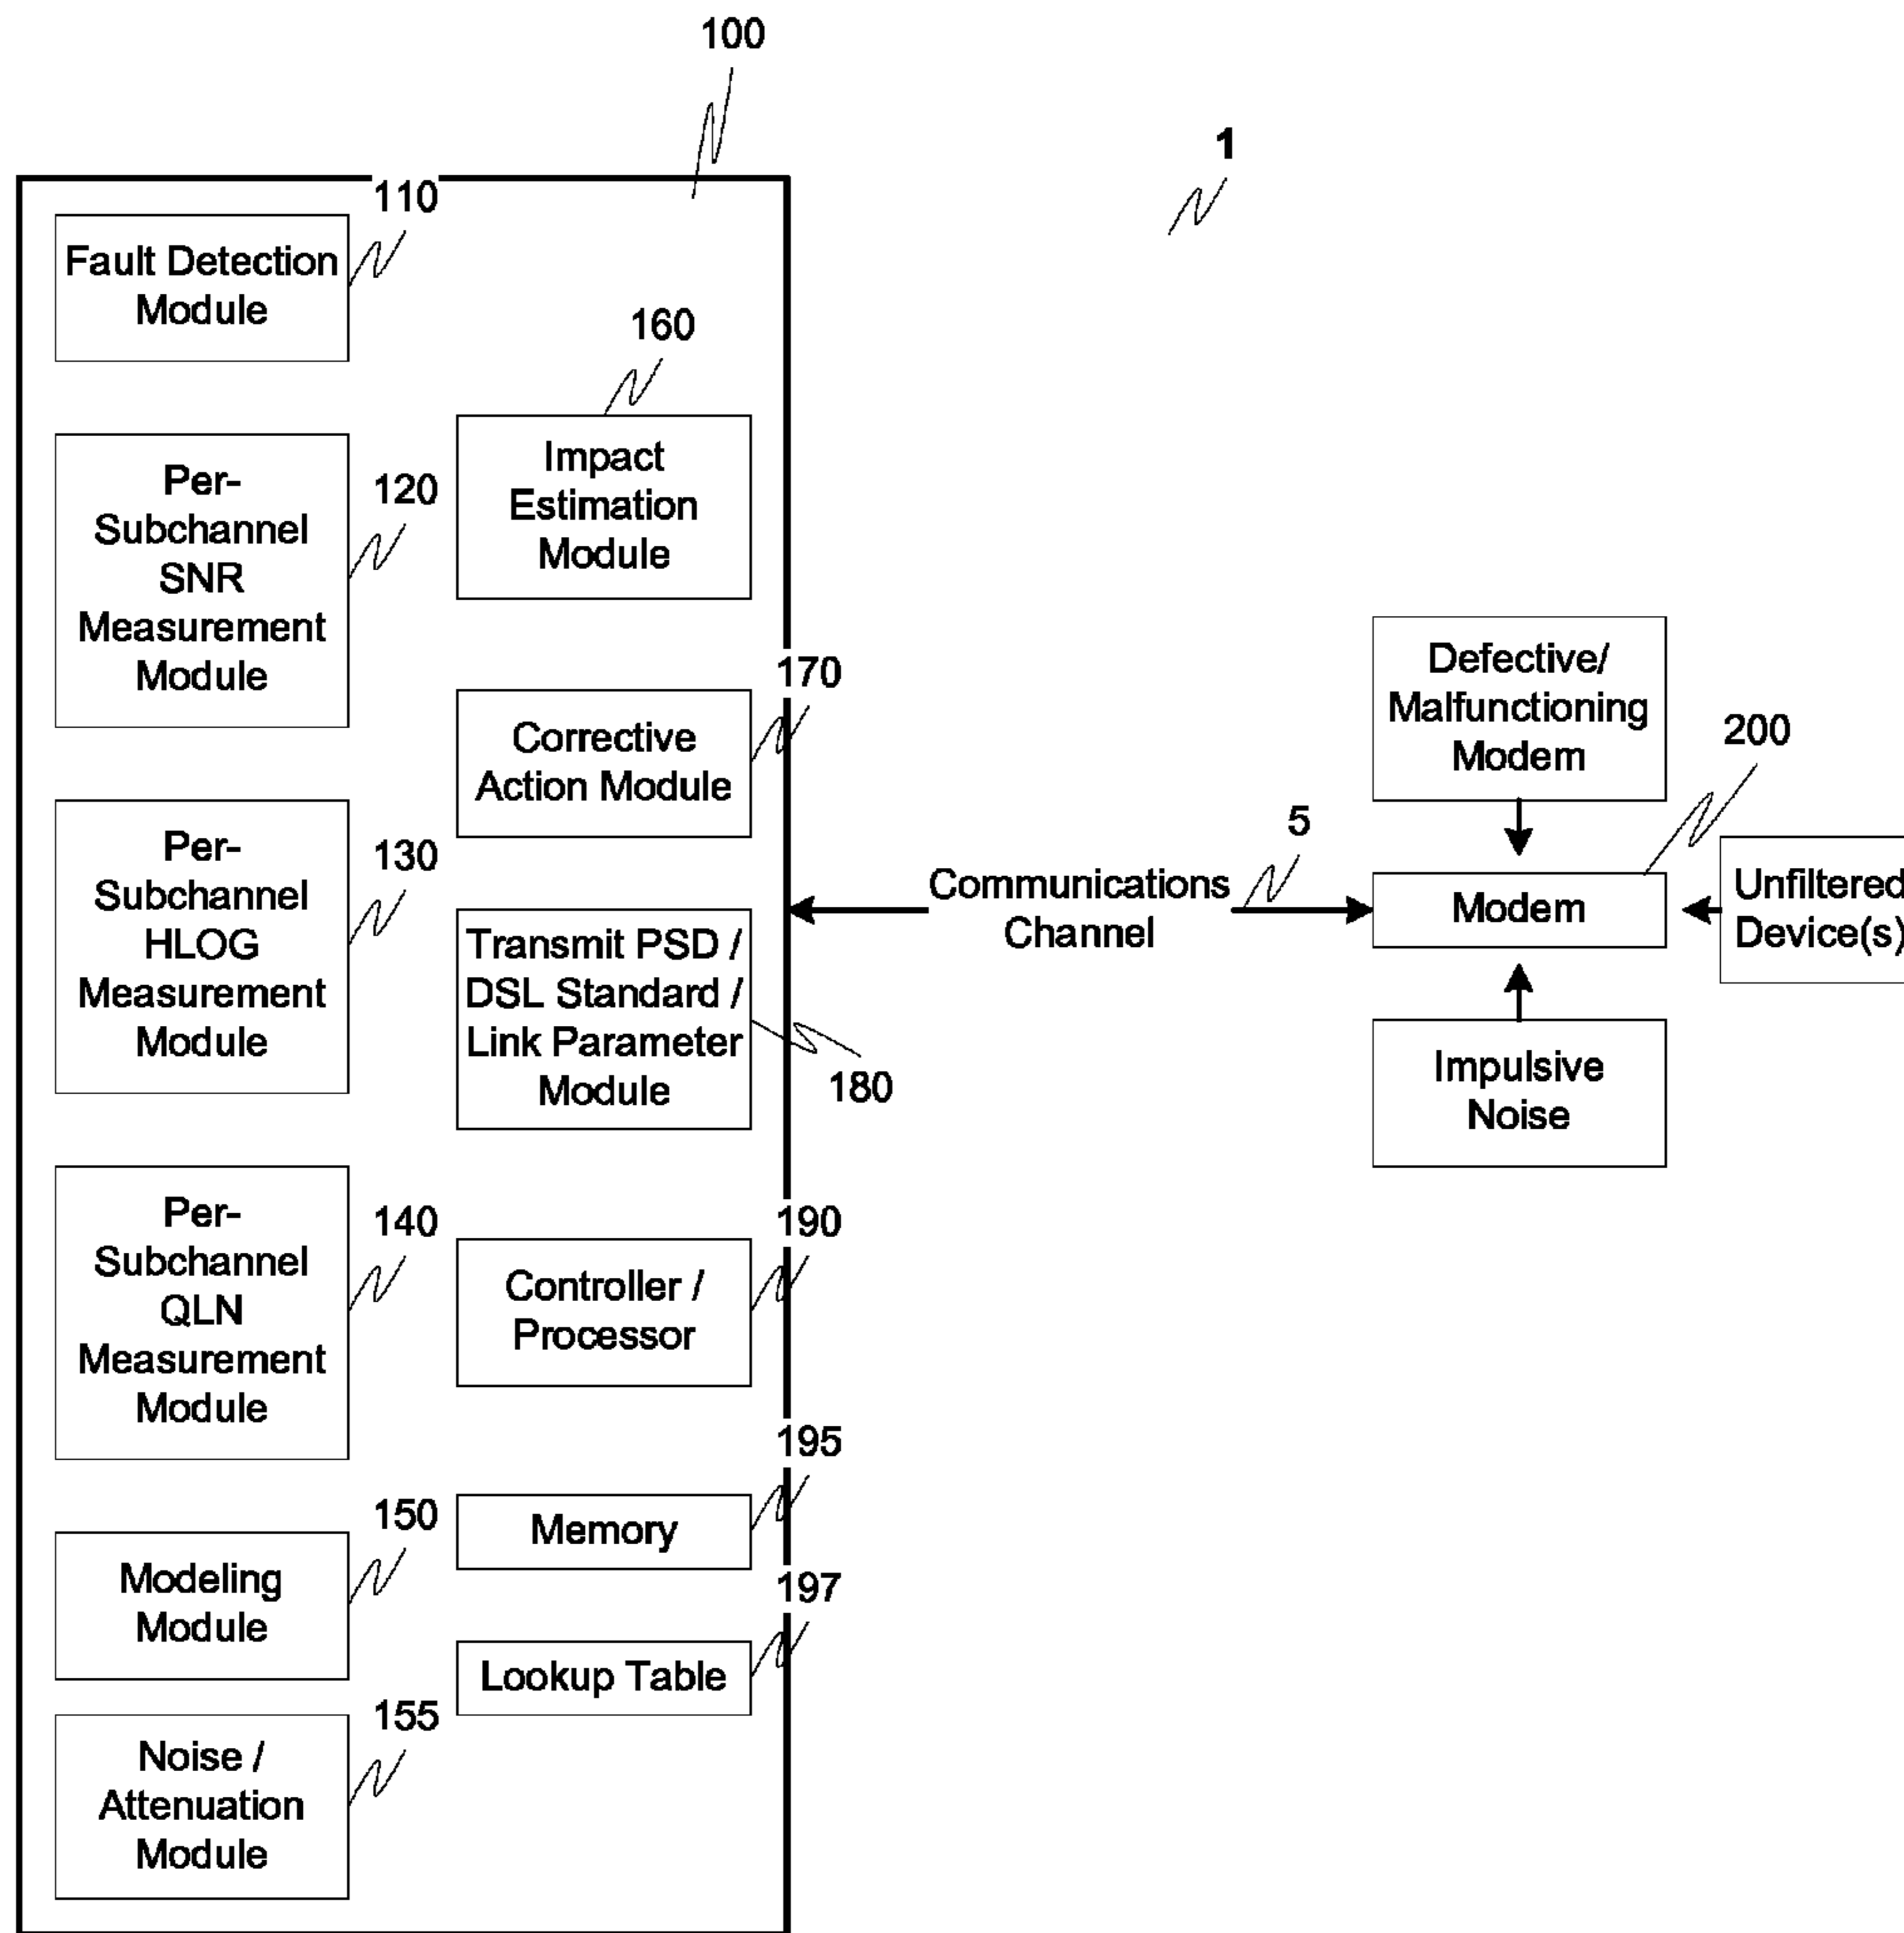 100
1
110
Fault Detection
Module
160
Impact
Estimation
Module
120
Per-
Subchannel
SNR
Measurement
Module
170
Corrective
Action Module
130
Per-
Subchannel
HLOG
Measurement
Module
Transmit PSD /
DSL Standard /
Link Parameter
Module
180
140
Per-
Subchannel
QLN
Measurement
Module
190
Controller /
Processor
195
Memory
150
Modeling
Module
197
Lookup Table
155
Noise /
Attenuation
Module
5
Communications
Channel
Defective/
Malfunctioning
Modem
200
Modem
Unfiltered
Device(s)
Impulsive
Noise